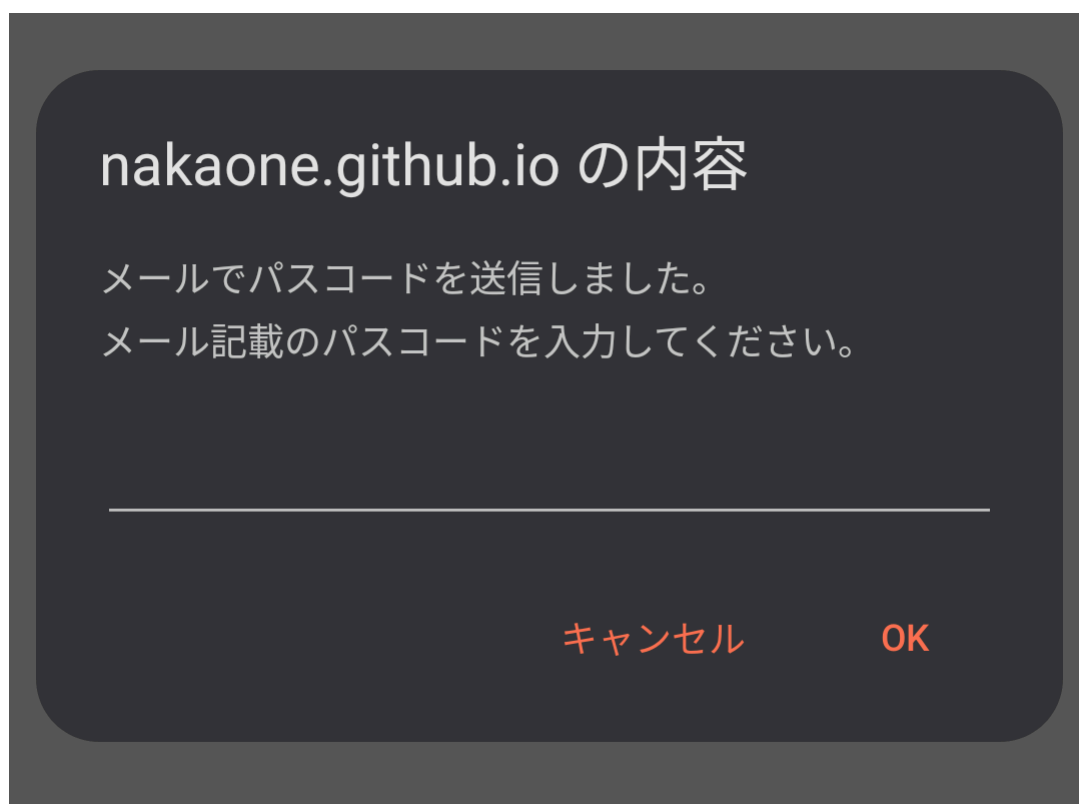 nakaone.github.io の内容
メールでパスコードを送信しました。
メール記載のパスコードを入力してください。
キャンセル
OK